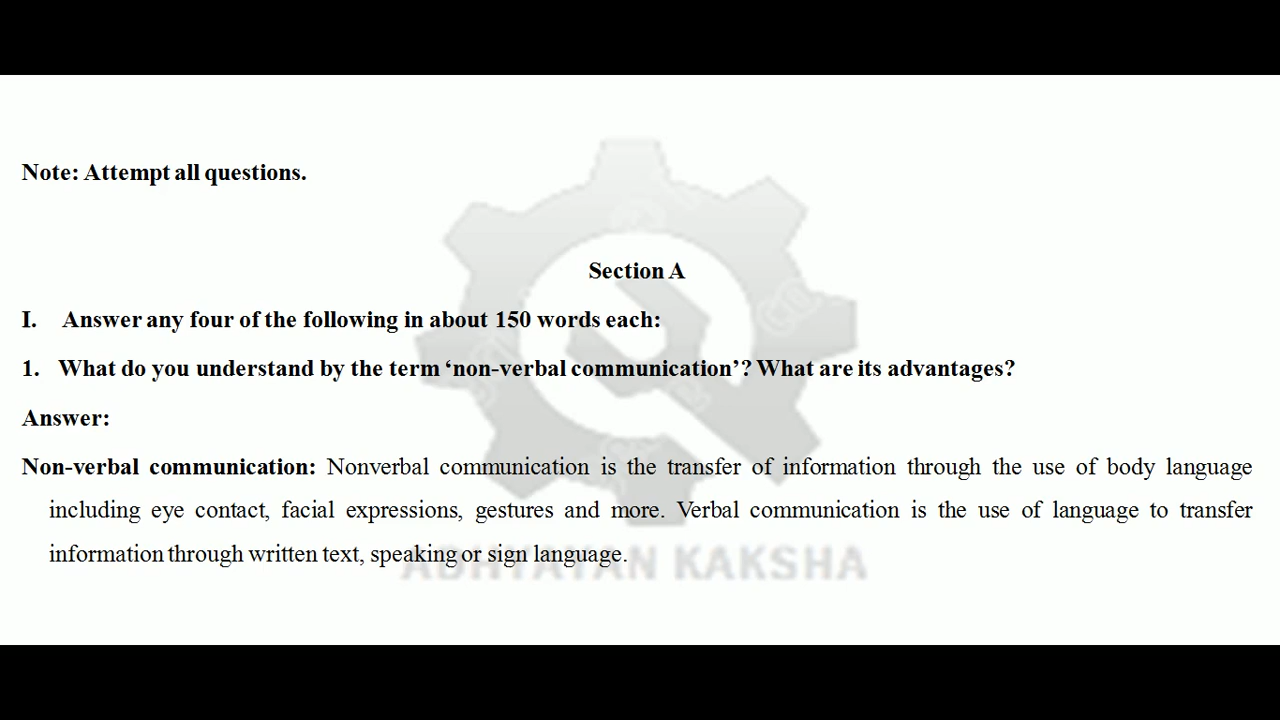 Note: Attempt all questions.
Section A
I. Answer any four of the following in about 150 words each:
1. What do you understand by the term ‘non-verbal communication’? What are its advantages?
Answer:
Non-verbal communication: Nonverbal communication is the transfer of information through the use of body language
including eye contact, facial expressions, gestures and more. Verbal communication is the use of language to transfer
information through written text, speaking or sign language.
ADHYAYAN KAKSHA